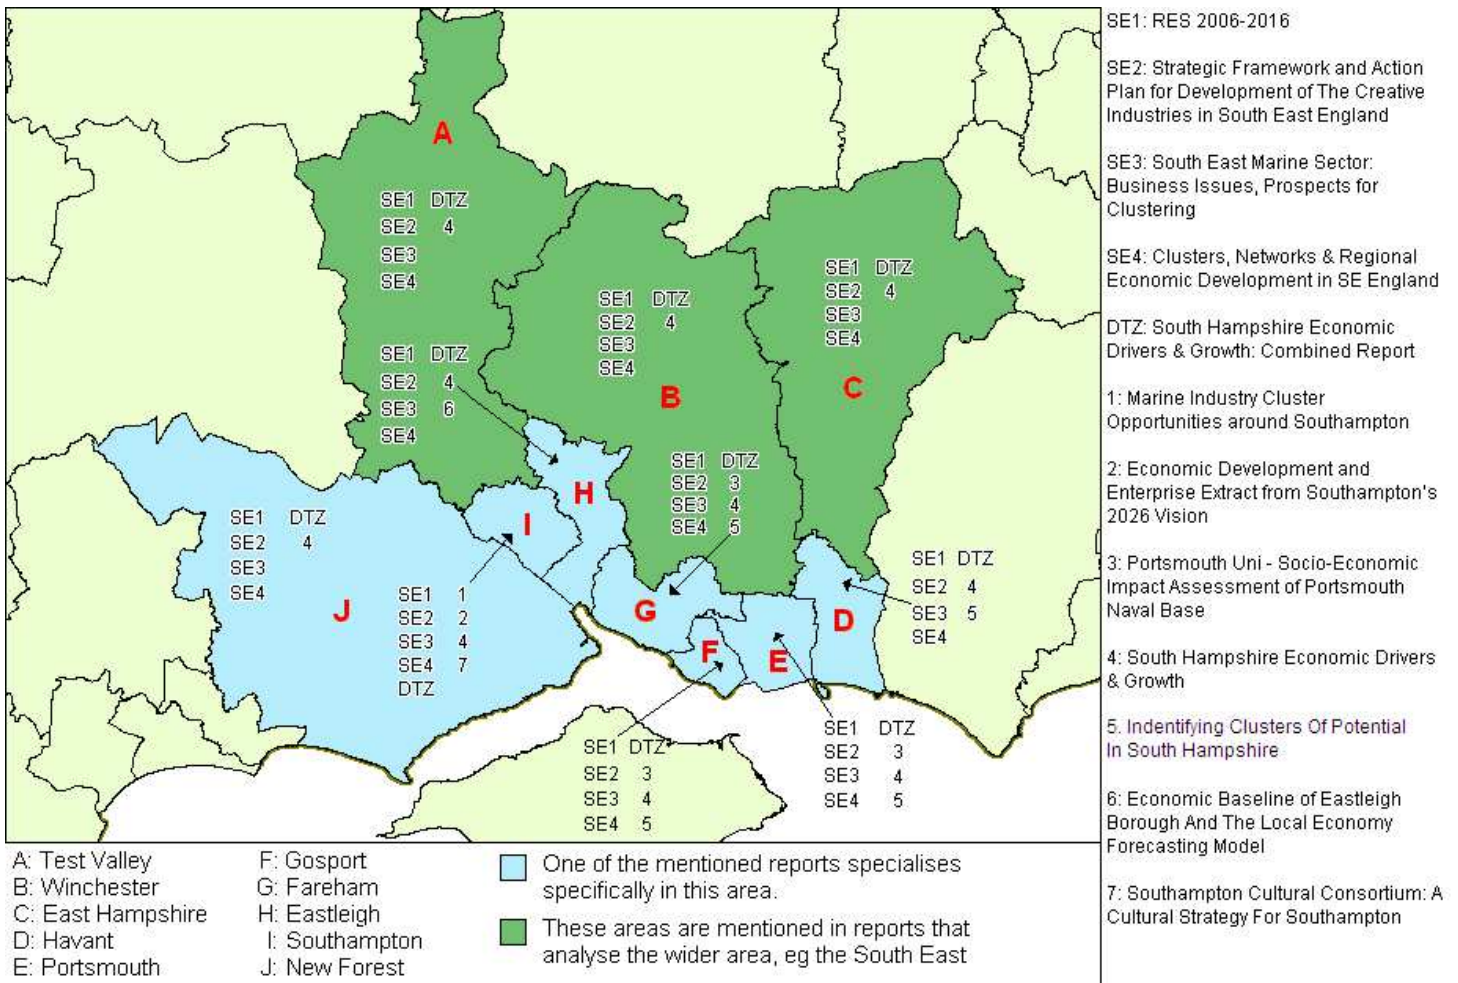 A
SE1 DTZ
SE2 4
SE3
SE4
SE1 DTZ
SE2 4
SE3 6
SE4
B
SE1 DTZ
SE2 4
SE3
SE4
SE1 DTZ
SE2 3
SE3 4
SE4 5
C
SE1 DTZ
SE2 4
SE3
SE4
H
I
J
SE1 DTZ
SE2 4
SE3
SE4
SE1 1
SE2 2
SE3 4
SE4 7
DTZ
G
F
E
D
SE1 DTZ
SE2 4
SE3 5
SE4
SE1 DTZ
SE2 3
SE3 4
SE4 5
SE1 DTZ
SE2 3
SE3 4
SE4 5
SE1: RES 2006-2016
SE2: Strategic Framework and Action
Plan for Development of The Creative
Industries in South East England
SE3: South East Marine Sector:
Business Issues, Prospects for
Clustering
SE4: Clusters, Networks & Regional
Economic Development in SE England
DTZ: South Hampshire Economic
Drivers & Growth: Combined Report
1: Marine Industry Cluster
Opportunities around Southampton
2: Economic Development and
Enterprise Extract from Southampton's
2026 Vision
3: Portsmouth Uni - Socio-Economic
Impact Assessment of Portsmouth
Naval Base
4: South Hampshire Economic Drivers
& Growth
5. Indentifying Clusters Of Potential
In South Hampshire
6: Economic Baseline of Eastleigh
Borough And The Local Economy
Forecasting Model
7: Southampton Cultural Consortium: A
Cultural Strategy For Southampton
A: Test Valley
B: Winchester
C: East Hampshire
D: Havant
E: Portsmouth
F: Gosport
G: Fareham
H: Eastleigh
I: Southampton
J: New Forest
One of the mentioned reports specialises
specifically in this area.
These areas are mentioned in reports that
analyse the wider area, eg the South East